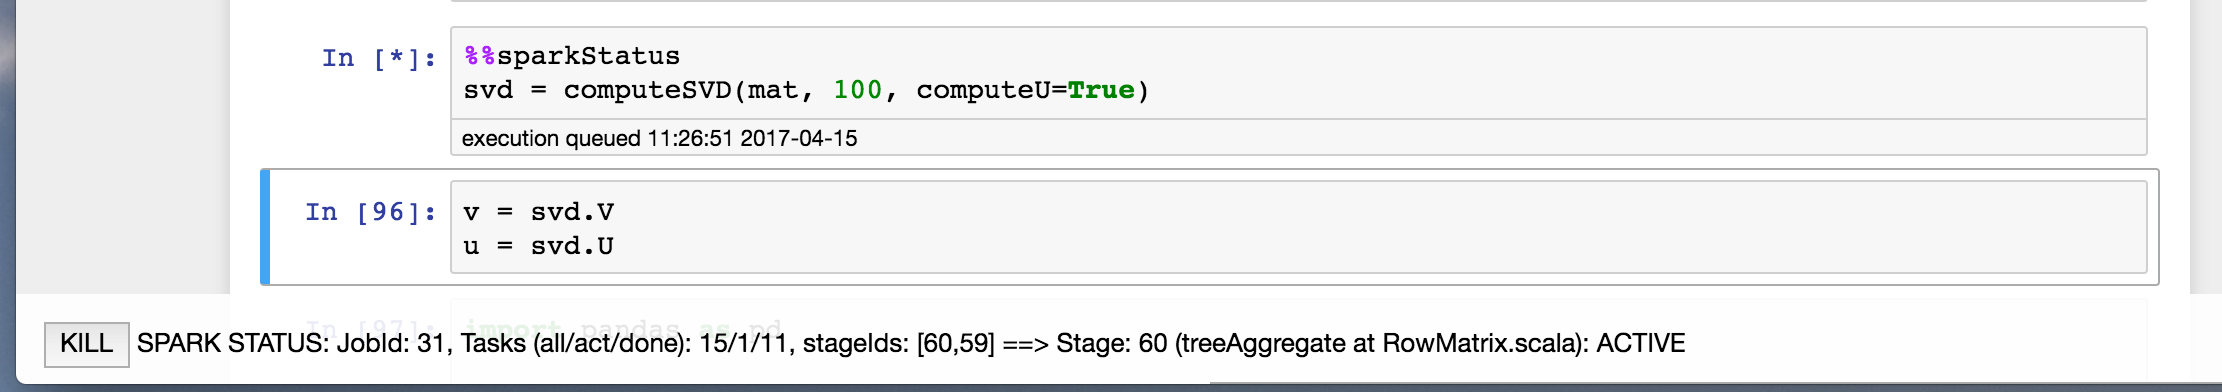 In [*]: %%sparkStatus
svd = computeSVD(mat, 100, computeU=True)
execution queued 11:26:51 2017-04-15
In [96]: v = svd.V
u = svd.U
In [97]: import pandas as pd
KILL SPARK STATUS: JobId: 31, Tasks (all/act/done): 15/1/11, stageIds: [60,59] ==> Stage: 60 (treeAggregate at RowMatrix.scala): ACTIVE